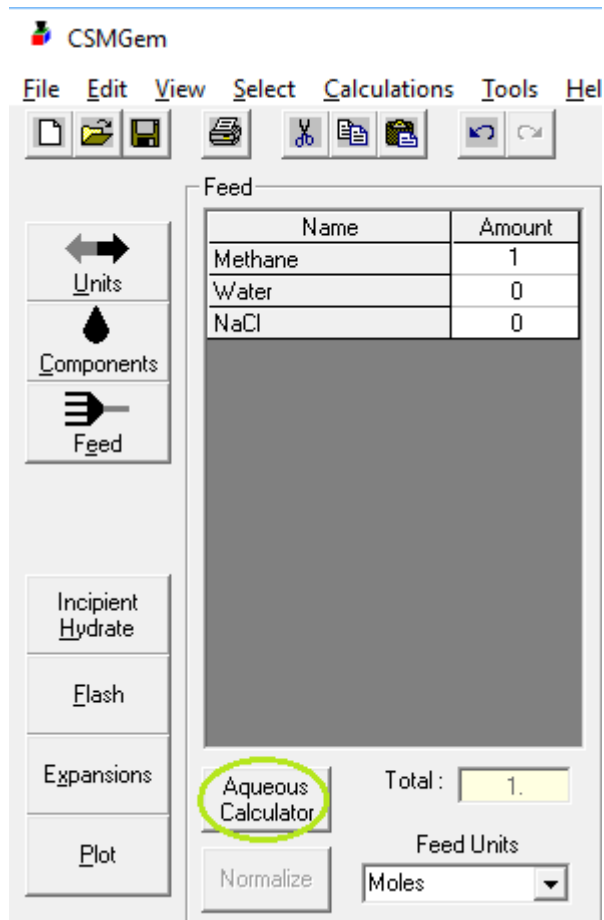 CSMGem
File Edit View Select Calculations Tools Hel
Feed
Name Amount
Methane 1
Water 0
NaCl 0
Units
Components
Feed
Incipient
Hydrate
Flash
Expansions
Plot
Aqueous
Calculator
Normalize
Total : 1.
Feed Units
Moles